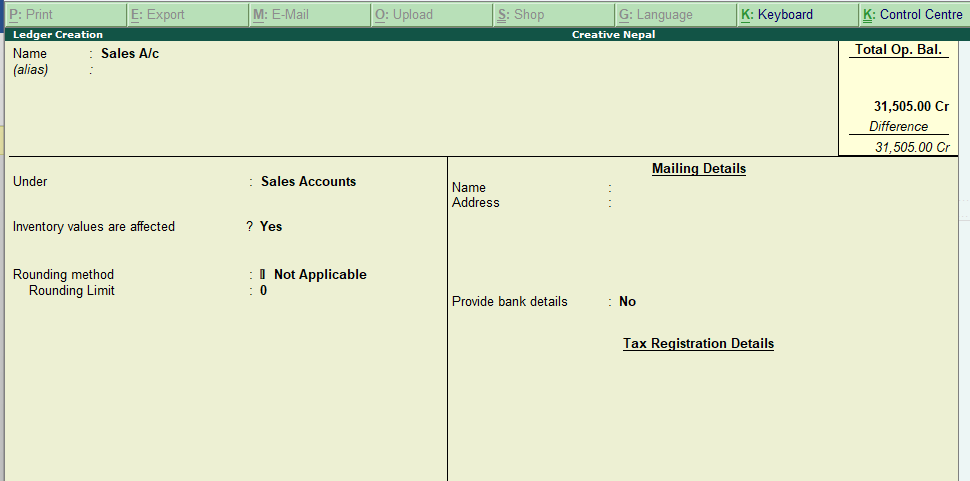 P: Print E: Export M: E-Mail O: Upload S: Shop G: Language K: Keyboard K: Control Centre
Ledger Creation Creative Nepal
Name : Sales A/c
(alias) :
Total Op. Bal.
31,505.00 Cr
Difference
31,505.00 Cr
Under : Sales Accounts
Inventory values are affected ? Yes
Rounding method : Not Applicable
Rounding Limit : 0
Mailing Details
Name :
Address :
Provide bank details : No
Tax Registration Details